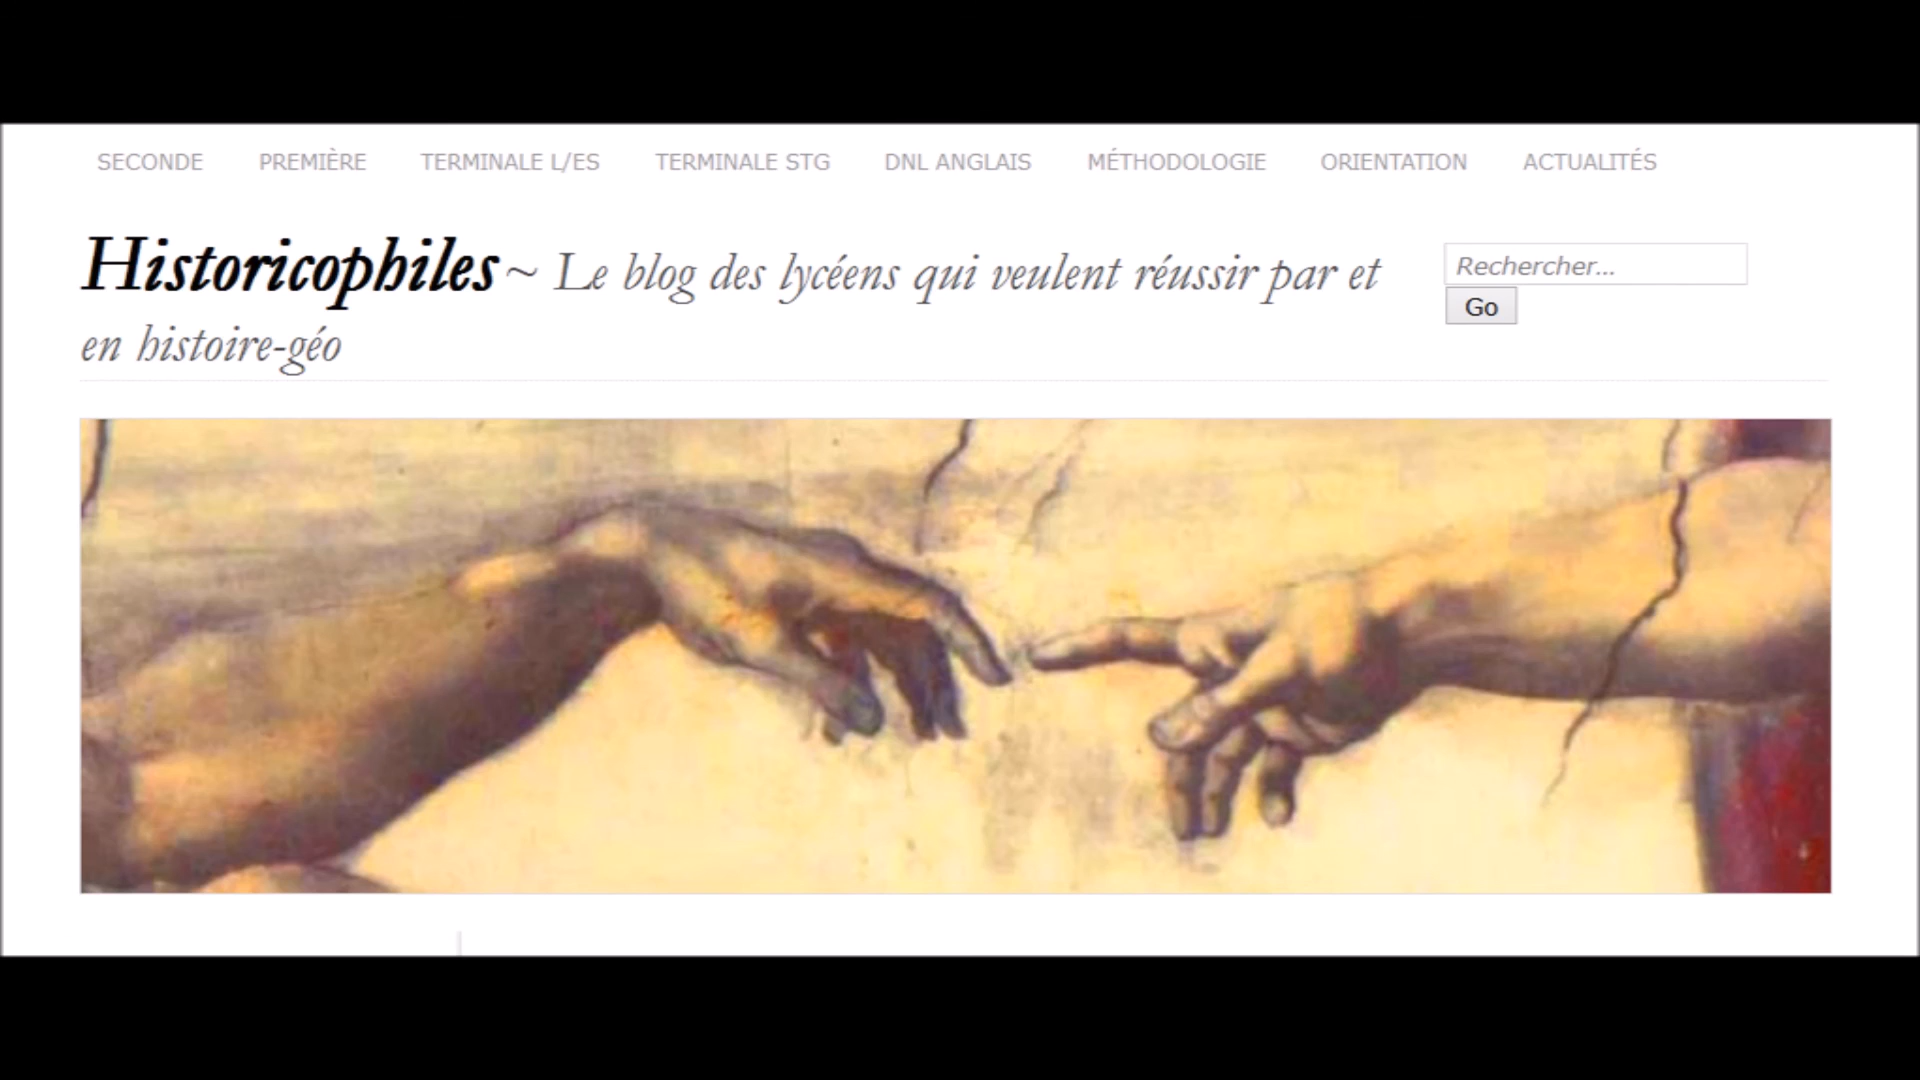 SECONDE PREMIÈRE TERMINALE L/ES TERMINALE STG DNL ANGLAIS MÉTHODOLOGIE ORIENTATION ACTUALITÉS
Historicophiles ~ Le blog des lycéens qui veulent réussir par et
en histoire-géo
Rechercher...
Go